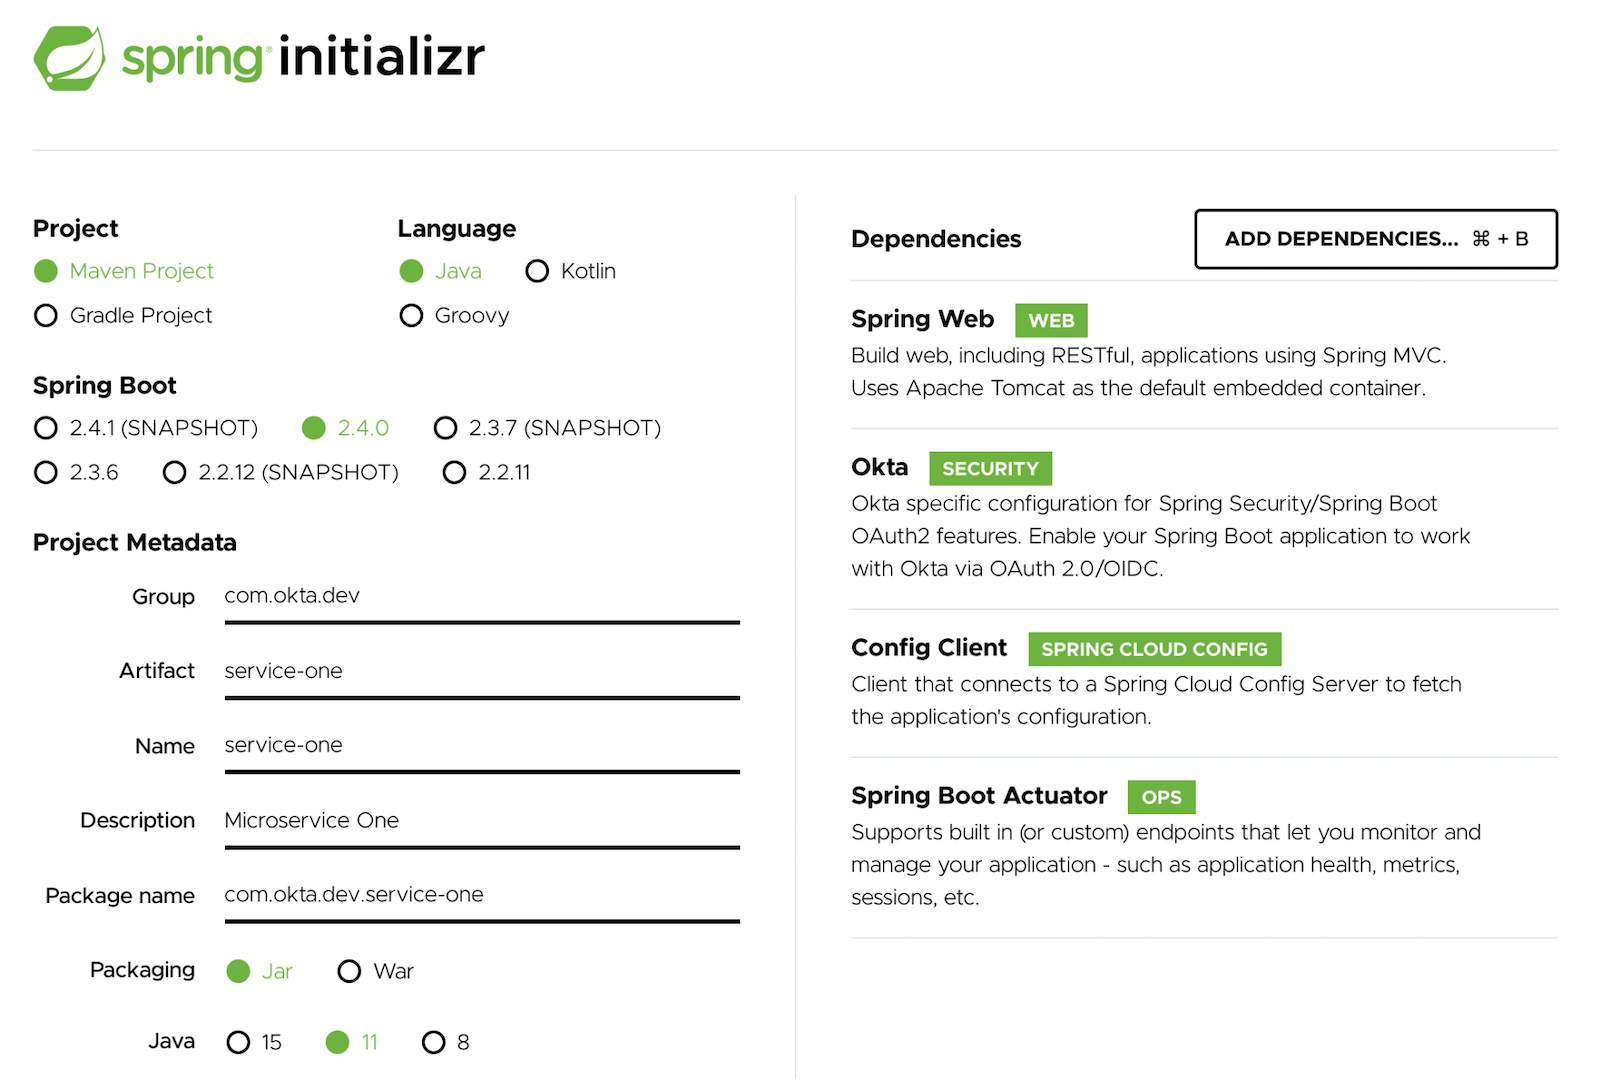 spring initializr
Project
Maven Project
Gradle Project
Language
Java Kotlin
Groovy
Spring Boot
2.4.1 (SNAPSHOT) 2.4.0 2.3.7 (SNAPSHOT)
2.3.6 2.2.12 (SNAPSHOT) 2.2.11
Project Metadata
Group com.okta.dev
Artifact service-one
Name service-one
Description Microservice One
Package name com.okta.dev.service-one
Packaging Jar War
Java 15 11 8
Dependencies ADD DEPENDENCIES... ⌘ + B
Spring Web WEB
Build web, including RESTful, applications using Spring MVC.
Uses Apache Tomcat as the default embedded container.
Okta SECURITY
Okta specific configuration for Spring Security/Spring Boot
OAuth2 features. Enable your Spring Boot application to work
with Okta via OAuth 2.0/OIDC.
Config Client SPRING CLOUD CONFIG
Client that connects to a Spring Cloud Config Server to fetch
the application's configuration.
Spring Boot Actuator OPS
Supports built in (or custom) endpoints that let you monitor and
manage your application - such as application health, metrics,
sessions, etc.